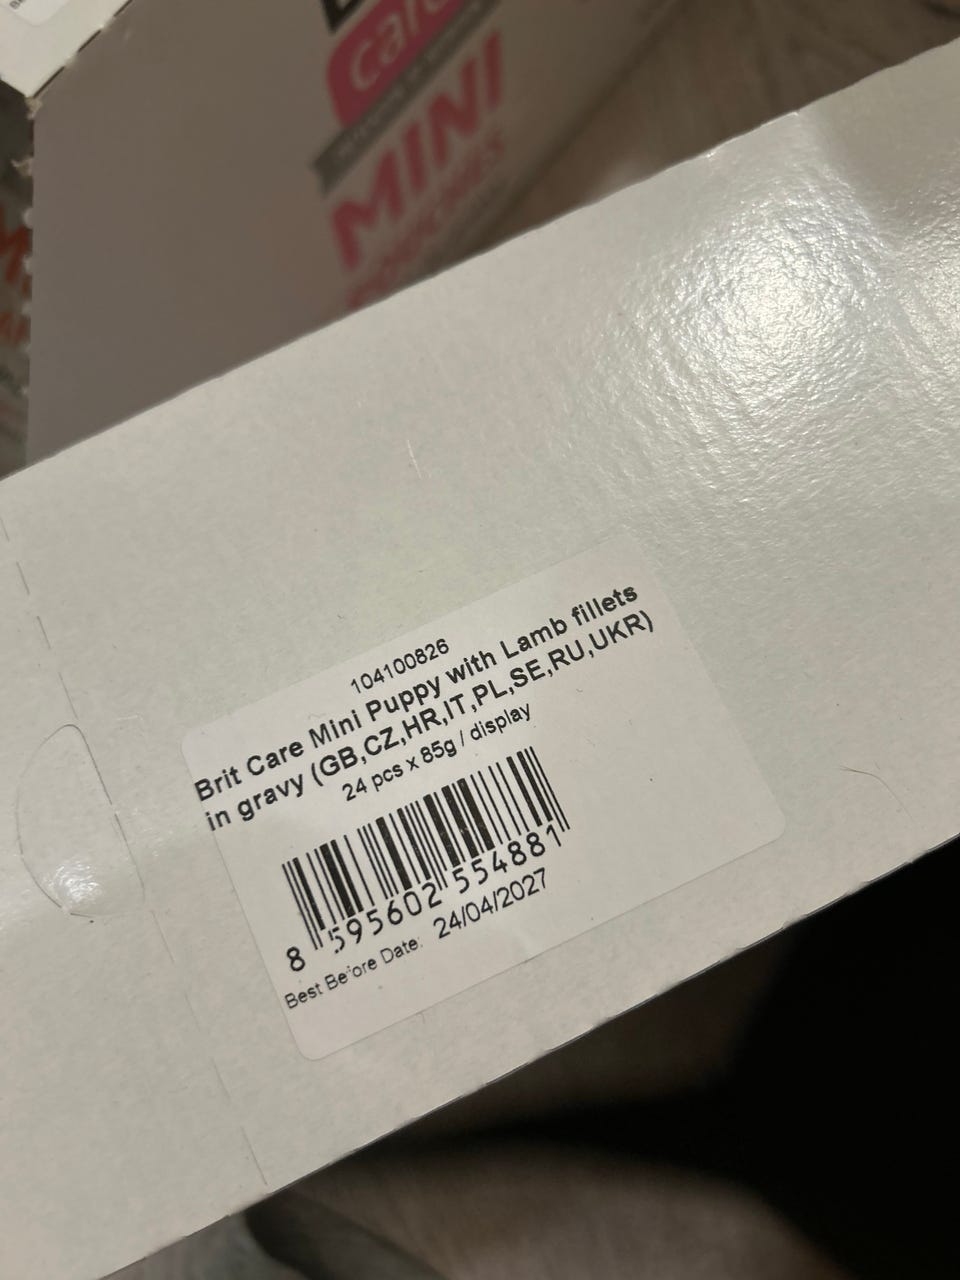 care
MINI
POUCHES
104100826
Brit Care Mini Puppy with Lamb fillets
in gravy (GB,CZ,HR,IT,PL,SE,RU,UKR)
24 pcs x 85g / display
8 595602 554881
Best Before Date: 24/04/2027